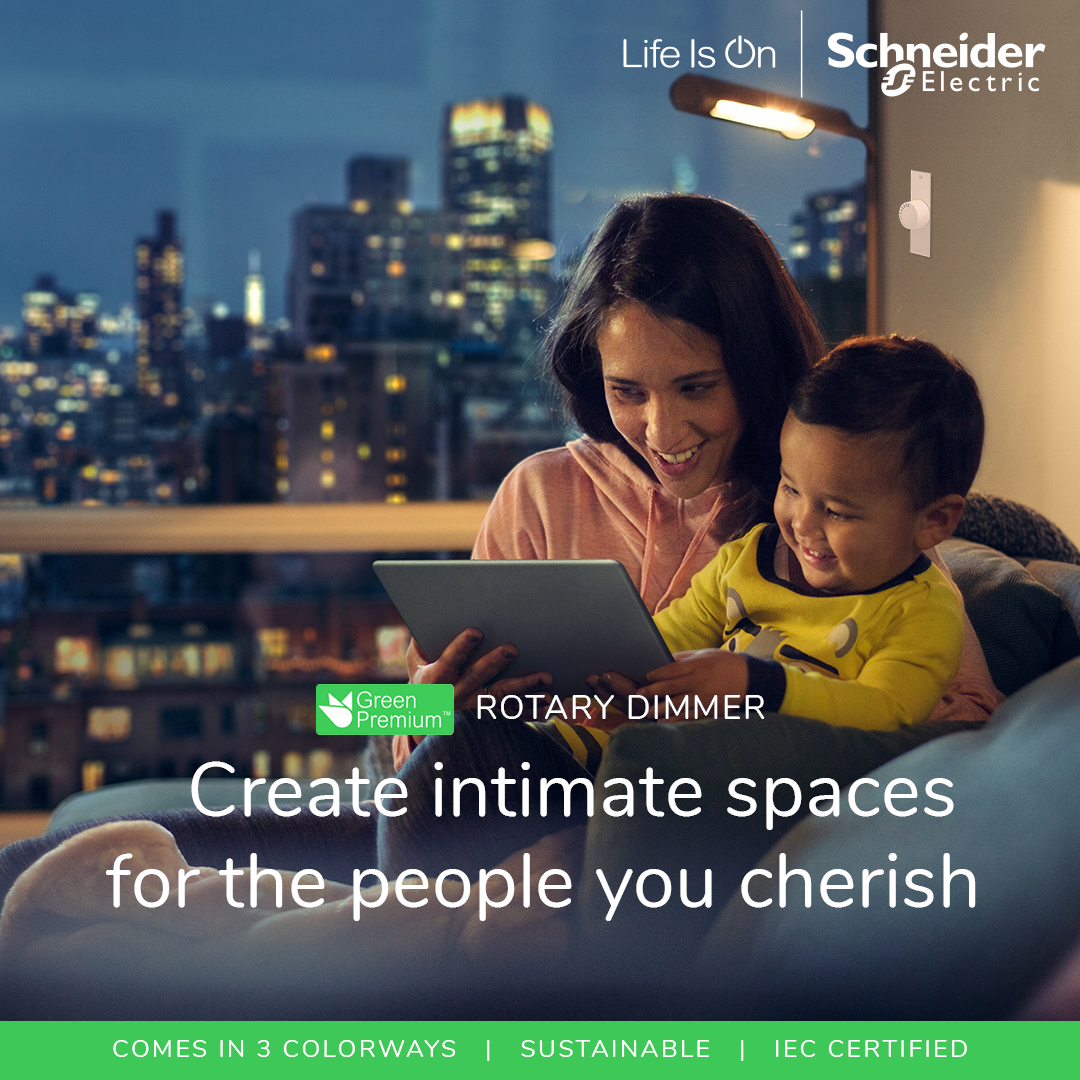 Life Is On
Schneider
Electric
Green
Premium™
ROTARY DIMMER
Create intimate spaces
for the people you cherish
COMES IN 3 COLORWAYS | SUSTAINABLE | IEC CERTIFIED